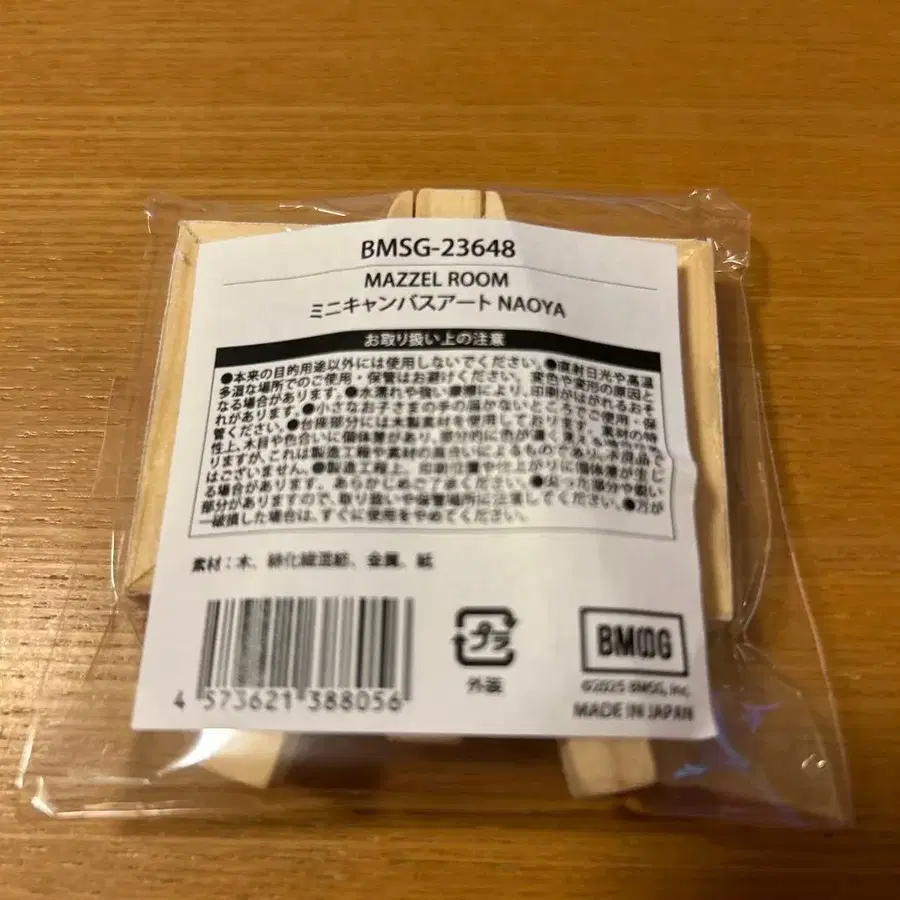 BMSG-23648
MAZZEL ROOM
ミニキャンバスアート NAOYA
お取り扱い上の注意
●本来の目的用途以外には使用しないでください。●直射日光や高温
多湿な場所でのご使用・保管はお避けください。変色や変形の原因と
なる場合があります。●水濡れや強い摩擦により、印刷がはがれるおそ
れがあります。●小さなお子さまの手の届かないところでご使用・保
管ください。●台座部分には木製素材を使用しております。素材の特
性上、木目や色合いに個体差があり、部分的に色が濃く見える
りますが、これは製造工程や素材の風合いによるものであり、不良品で
はございません。●製造工程上、印刷位置や仕上がりに個体差が生じ
る場合があります。あらかじめご了承ください。●尖った部分や鋭い
部分がありますので、取り扱いや保管場所に注意してください。●万が
一破損した場合は、すぐに使用をやめてください。
素材：木、綿化繊混紡、金属、紙
4 573621 388056
プラ
外装
BMSG
©2025 BMSG, Inc.
MADE IN JAPAN